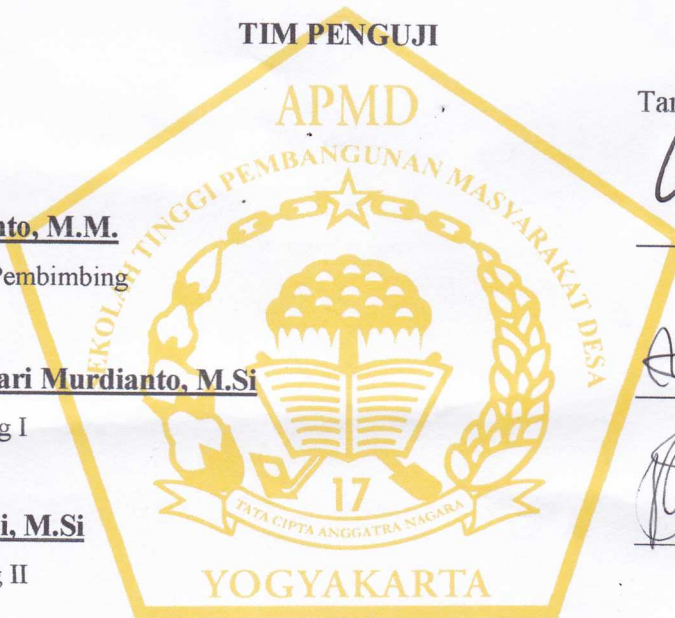 TIM PENGUJI
APMD
SEKOLAH TINGGI PEMBANGUNAN MASYARAKAT DESA
Tan
nto, M.M.
Pembimbing
ari Murdianto, M.Si
g I
17
TATA CIPTA ANGGATRA NAGARA
i, M.Si
g II
YOGYAKARTA